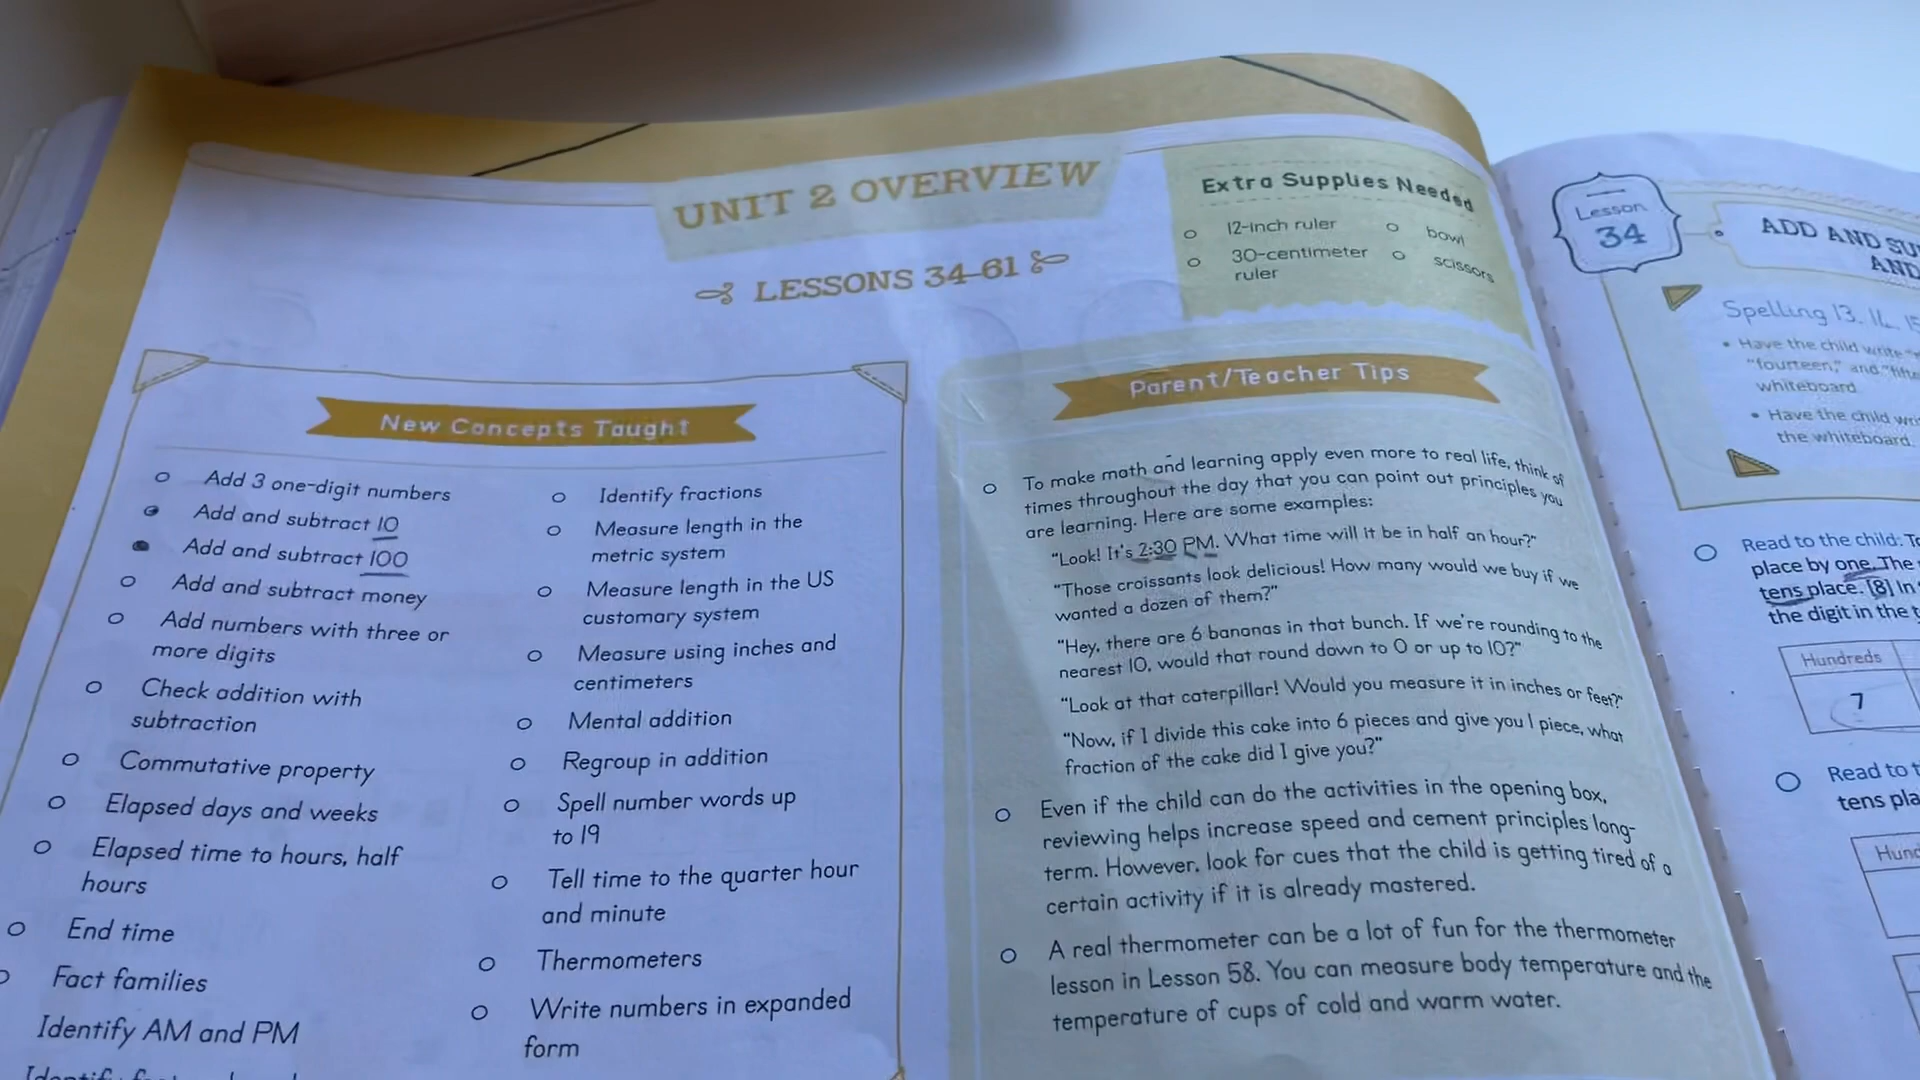 UNIT 2 OVERVIEW
LESSONS 34-61
Extra Supplies Needed
12-inch ruler
30-centimeter
ruler
bowl
scissors
New Concepts Taught
Add 3 one-digit numbers
Add and subtract 10
Add and subtract 100
Add and subtract money
Add numbers with three or
more digits
Check addition with
subtraction
Commutative property
Elapsed days and weeks
Elapsed time to hours, half
hours
End time
Fact families
Identify AM and PM
Identify fractions
Measure length in the
metric system
Measure length in the US
customary system
Measure using inches and
centimeters
Mental addition
Regroup in addition
Spell number words up
to 19
Tell time to the quarter hour
and minute
Thermometers
Write numbers in expanded
form
Parent/Teacher Tips
To make math and learning apply even more to real life, think of
times throughout the day that you can point out principles you
are learning. Here are some examples:
"Look! It's 2:30 PM. What time will it be in half an hour?"
"Those croissants look delicious! How many would we buy if we
wanted a dozen of them?"
"Hey, there are 6 bananas in that bunch. If we're rounding to the
nearest 10, would that round down to 0 or up to 10?"
"Look at that caterpillar! Would you measure it in inches or feet?"
"Now, if I divide this cake into 6 pieces and give you 1 piece, what
fraction of the cake did I give you?"
Even if the child can do the activities in the opening box,
reviewing helps increase speed and cement principles long-
term. However, look for cues that the child is getting tired of a
certain activity if it is already mastered.
A real thermometer can be a lot of fun for the thermometer
lesson in Lesson 58. You can measure body temperature and the
temperature of cups of cold and warm water.
Lesson
34
ADD AND
AND
Spelling 13, 14, 15
• Have the child write
"fourteen," and
whiteboard.
• Have the child
the whiteboard.
Read to the child:
place by one. The
tens place. [8] In
the digit in the
Hundreds
7
Read to
tens